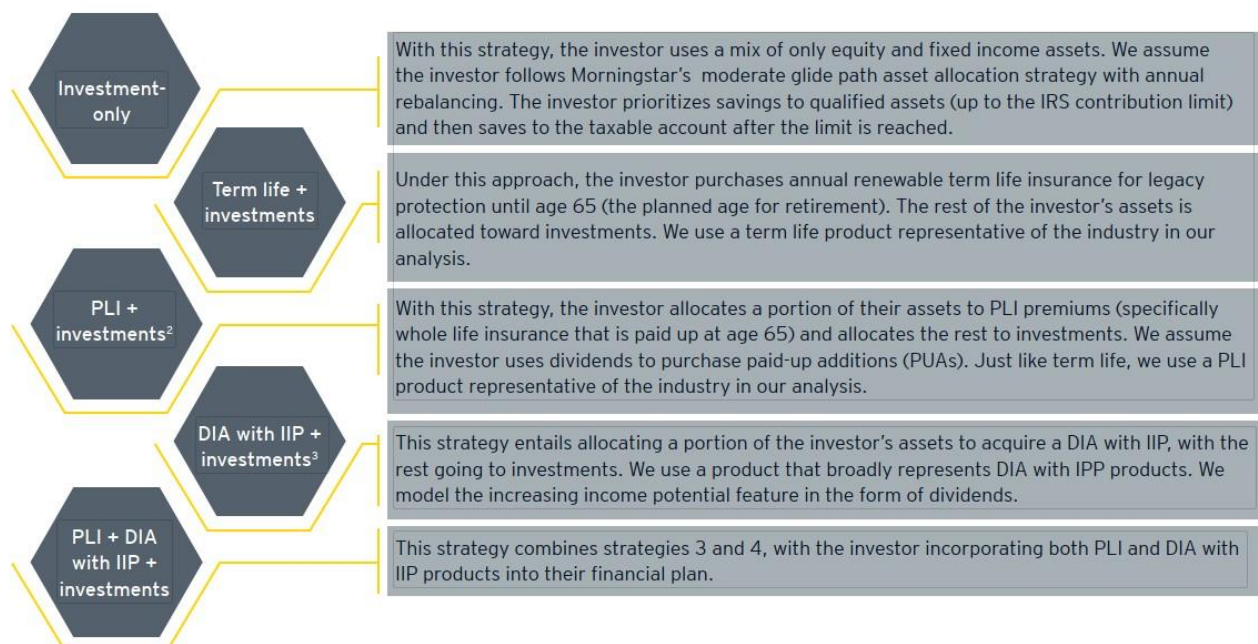 Investment-
only
With this strategy, the investor uses a mix of only equity and fixed income assets. We assume
the investor follows Morningstar's moderate glide path asset allocation strategy with annual
rebalancing. The investor prioritizes savings to qualified assets (up to the IRS contribution limit)
and then saves to the taxable account after the limit is reached.
Term life +
investments
Under this approach, the investor purchases annual renewable term life insurance for legacy
protection until age 65 (the planned age for retirement). The rest of the investor's assets is
allocated toward investments. We use a term life product representative of the industry in our
analysis.
PLI +
investments²
With this strategy, the investor allocates a portion of their assets to PLI premiums (specifically
whole life insurance that is paid up at age 65) and allocates the rest to investments. We assume
the investor uses dividends to purchase paid-up additions (PUAs). Just like term life, we use a PLI
product representative of the industry in our analysis.
DIA with IIP +
investments³
This strategy entails allocating a portion of the investor's assets to acquire a DIA with IIP, with the
rest going to investments. We use a product that broadly represents DIA with IPP products. We
model the increasing income potential feature in the form of dividends.
PLI + DIA
with IIP +
investments
This strategy combines strategies 3 and 4, with the investor incorporating both PLI and DIA with
IIP products into their financial plan.